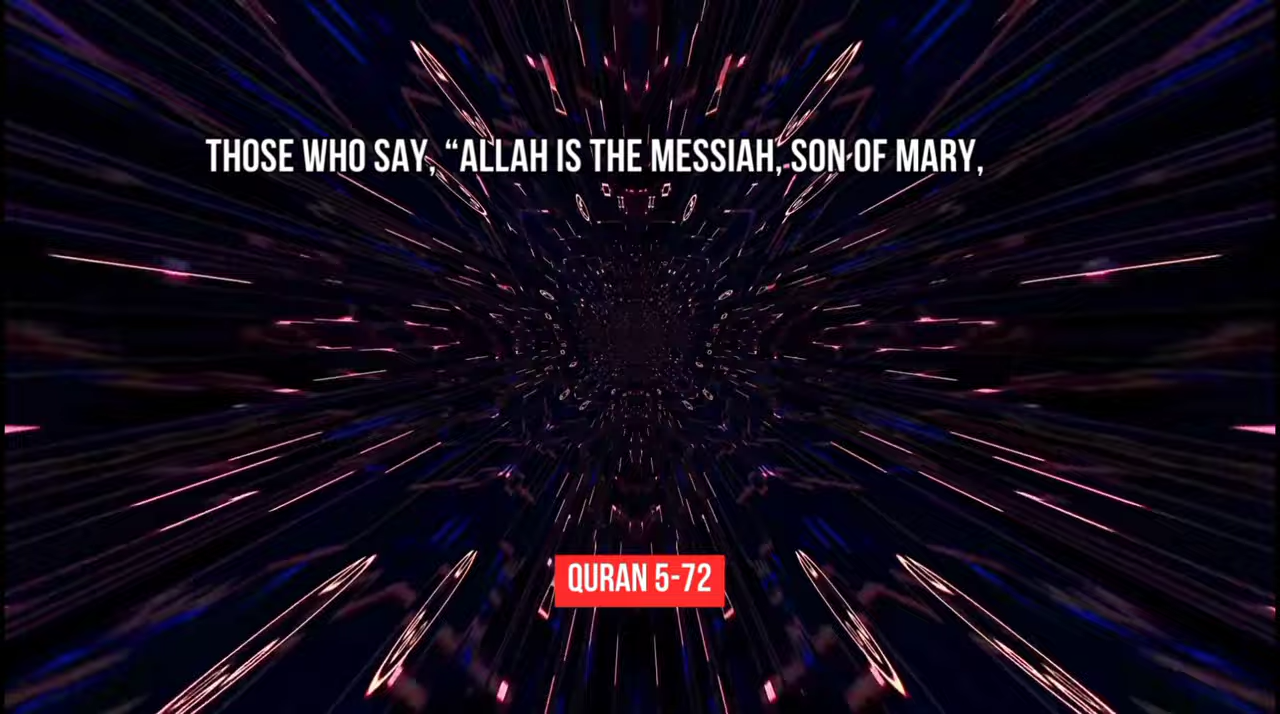 THOSE WHO SAY, “ALLAH IS THE MESSIAH, SON OF MARY,
QURAN 5-72